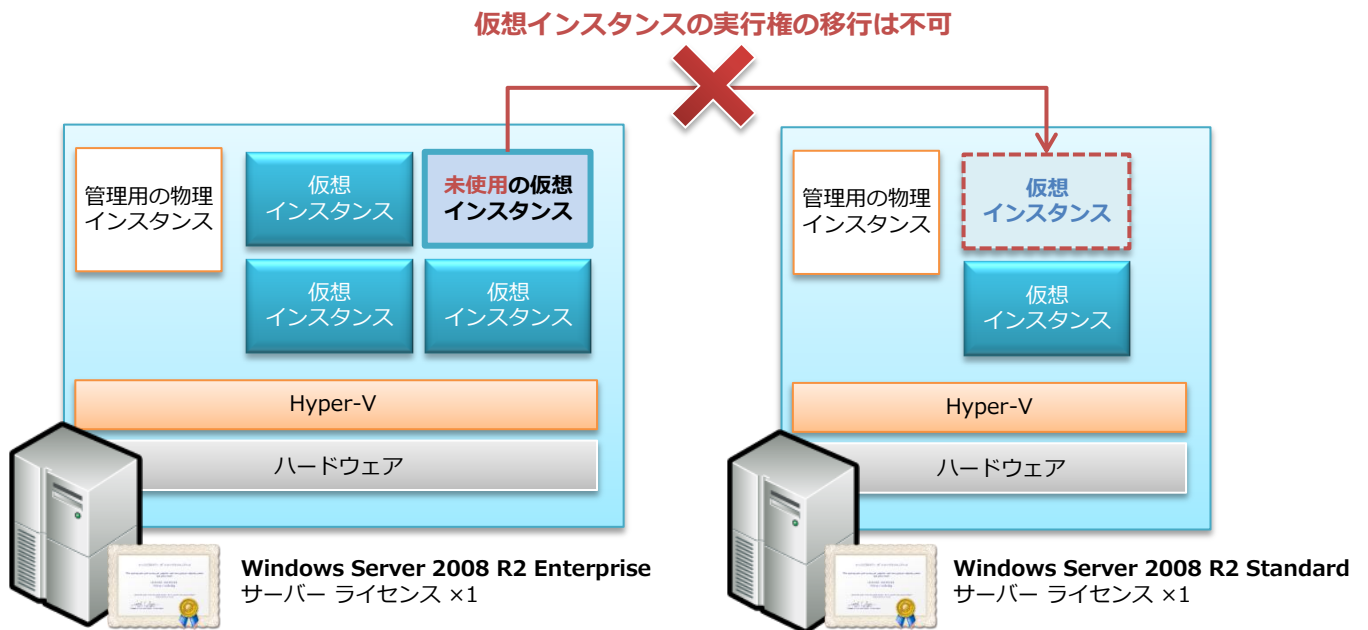 仮想インスタンスの実行権の移行は不可
管理用の物理
インスタンス
仮想
インスタンス
未使用の仮想
インスタンス
仮想
インスタンス
仮想
インスタンス
Hyper-V
ハードウェア
Windows Server 2008 R2 Enterprise
サーバー ライセンス ×1
管理用の物理
インスタンス
仮想
インスタンス
仮想
インスタンス
Hyper-V
ハードウェア
Windows Server 2008 R2 Standard
サーバー ライセンス ×1